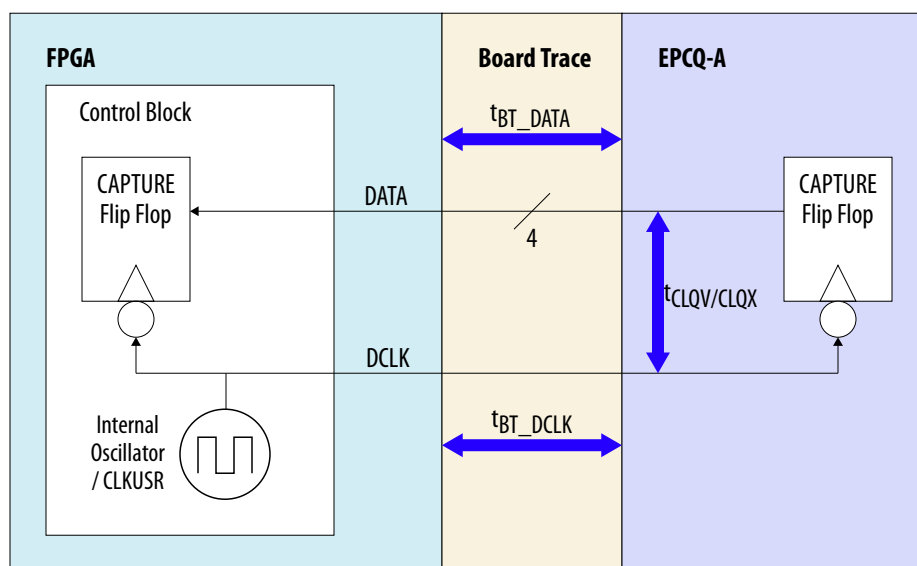 FPGA
Board Trace
EPCQ-A
Control Block
tBT_DATA
CAPTURE
Flip Flop
DATA
4
CAPTURE
Flip Flop
tCLQV/CLQX
DCLK
Internal
Oscillator
/ CLKUSR
tBT_DCLK